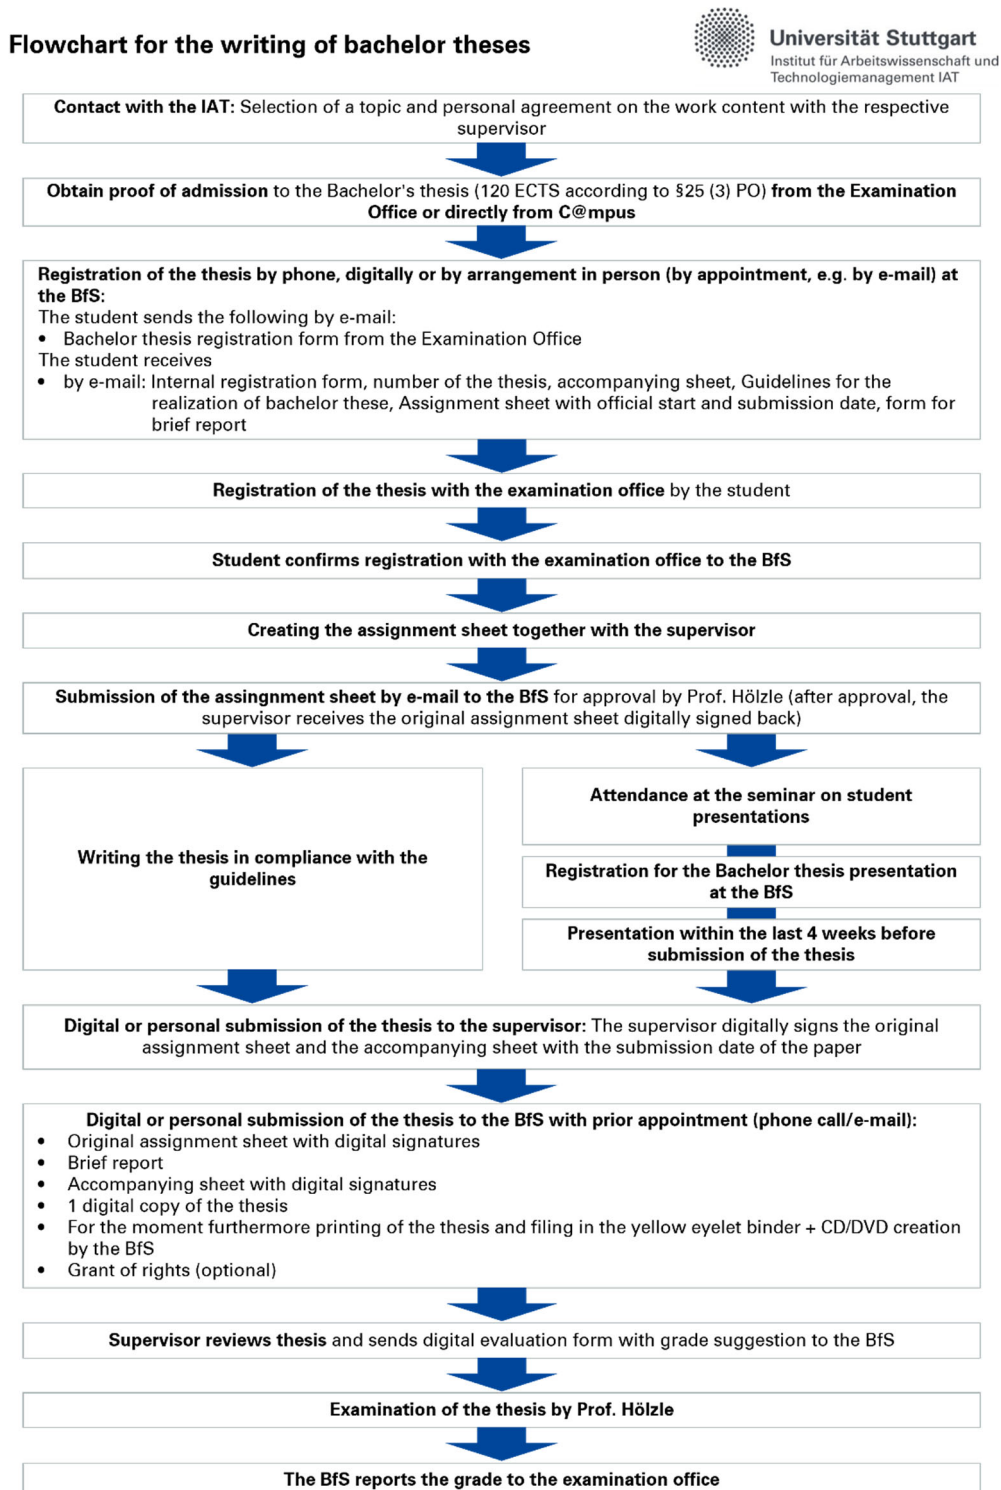 Flowchart for the writing of bachelor theses
Universität Stuttgart
Institut für Arbeitswissenschaft und
Technologiemanagement IAT
Contact with the IAT: Selection of a topic and personal agreement on the work content with the respective
supervisor
Obtain proof of admission to the Bachelor's thesis (120 ECTS according to §25 (3) PO) from the Examination
Office or directly from C@mpus
Registration of the thesis by phone, digitally or by arrangement in person (by appointment, e.g. by e-mail) at
the BfS:
The student sends the following by e-mail:
• Bachelor thesis registration form from the Examination Office
The student receives
• by e-mail: Internal registration form, number of the thesis, accompanying sheet, Guidelines for the
realization of bachelor these, Assignment sheet with official start and submission date, form for
brief report
Registration of the thesis with the examination office by the student
Student confirms registration with the examination office to the BfS
Creating the assignment sheet together with the supervisor
Submission of the assingnment sheet by e-mail to the BfS for approval by Prof. Hölzle (after approval, the
supervisor receives the original assignment sheet digitally signed back)
Writing the thesis in compliance with the
guidelines
Attendance at the seminar on student
presentations
Registration for the Bachelor thesis presentation
at the BfS
Presentation within the last 4 weeks before
submission of the thesis
Digital or personal submission of the thesis to the supervisor: The supervisor digitally signs the original
assignment sheet and the accompanying sheet with the submission date of the paper
Digital or personal submission of the thesis to the BfS with prior appointment (phone call/e-mail):
• Original assignment sheet with digital signatures
• Brief report
• Accompanying sheet with digital signatures
• 1 digital copy of the thesis
• For the moment furthermore printing of the thesis and filing in the yellow eyelet binder + CD/DVD creation
by the BfS
• Grant of rights (optional)
Supervisor reviews thesis and sends digital evaluation form with grade suggestion to the BfS
Examination of the thesis by Prof. Hölzle
The BfS reports the grade to the examination office